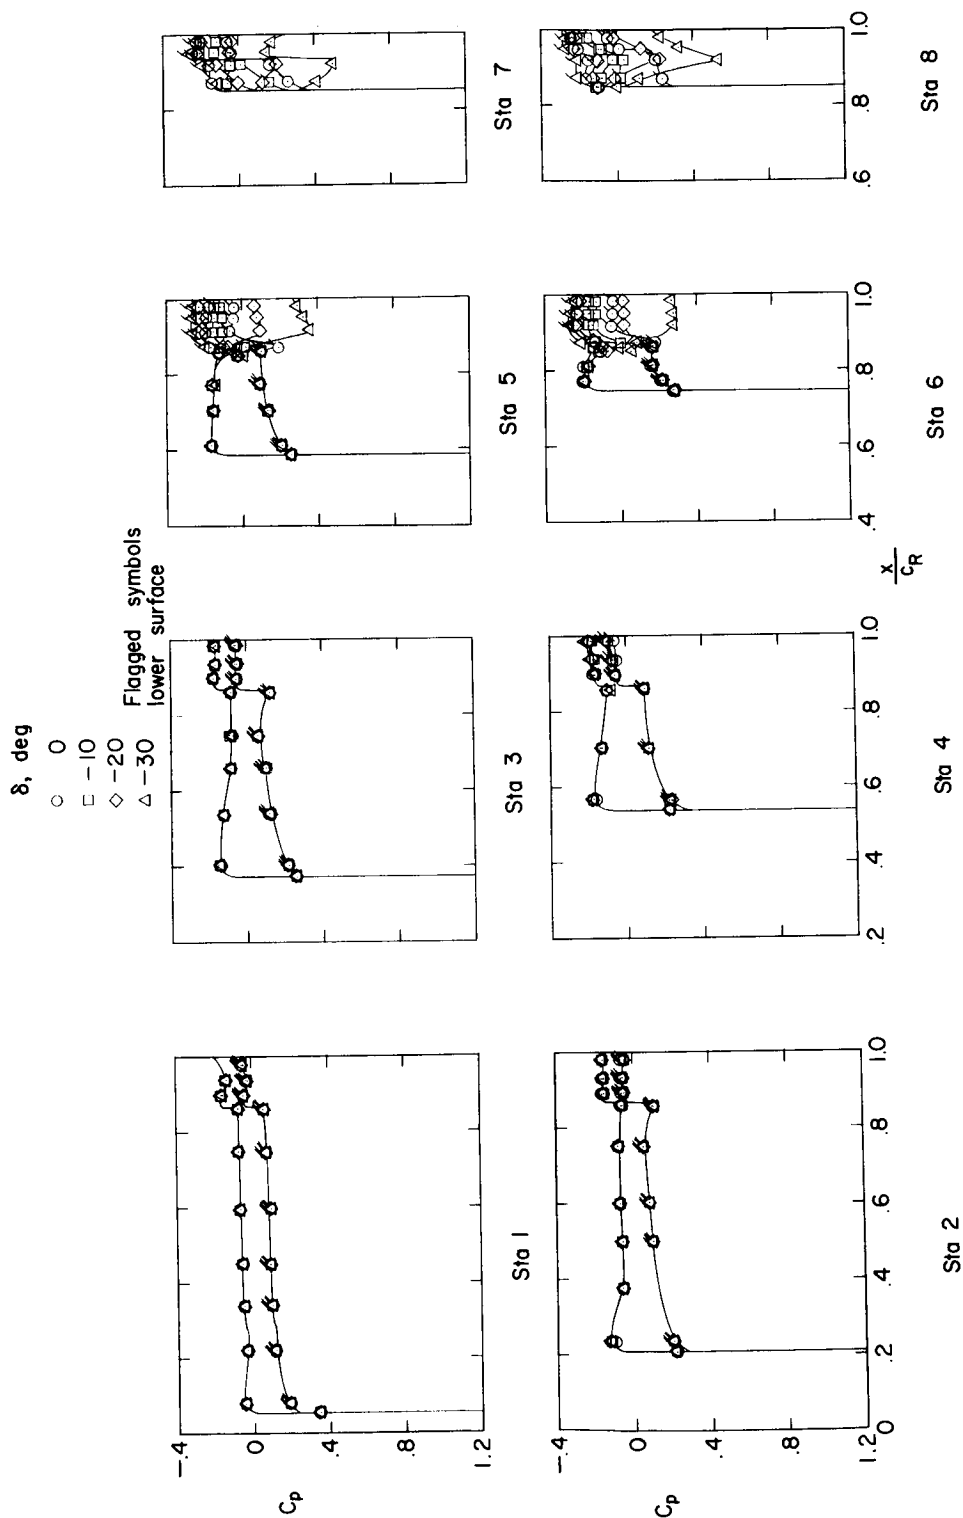 δ, deg
○ 0
□ -10
◇ -20
△ -30
Flagged symbols
lower surface
-.4
0
.4
.8
1.2
Cp
Sta 1
Sta 3
Sta 5
Sta 7
-.4
0
.4
.8
1.2
Cp
0 .2 .4 .6 .8 1.0
.2 .4 .6 .8 1.0
.4 .6 .8 1.0
.6 .8 1.0
x
cR
Sta 2
Sta 4
Sta 6
Sta 8